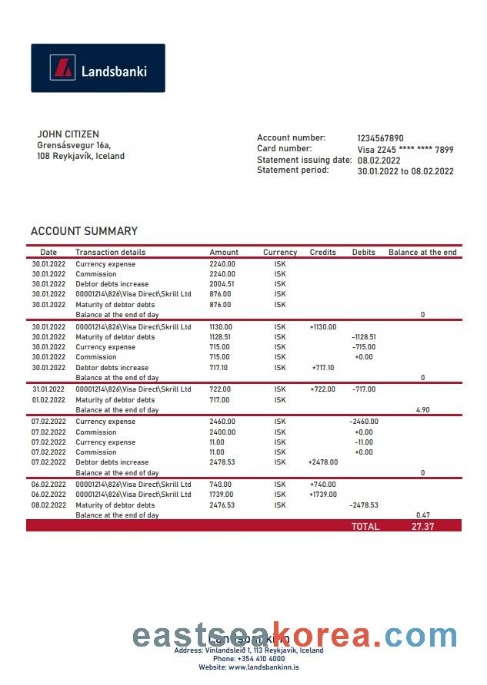 Landsbanki
JOHN CITIZEN
Grensásvegur 16a,
108 Reykjavík, Iceland
Account number: 1234567890
Card number: Visa 2245 **** **** 7899
Statement issuing date: 08.02.2022
Statement period: 30.01.2022 to 08.02.2022
ACCOUNT SUMMARY
Date Transaction details Amount Currency Credits Debits Balance at the end
30.01.2022 Currency expense 2240.00 ISK
30.01.2022 Commission 2240.00 ISK
30.01.2022 Debtor debts increase 2004.51 ISK
30.01.2022 00001214\826\Visa Direct\Skrill Ltd 876.00 ISK
30.01.2022 Maturity of debtor debts 876.00 ISK
Balance at the end of day 0
30.01.2022 00001214\826\Visa Direct\Skrill Ltd 1130.00 ISK +1130.00
30.01.2022 Maturity of debtor debts 1128.51 ISK -1128.51
30.01.2022 Currency expense 715.00 ISK -715.00
30.01.2022 Commission 715.00 ISK +0.00
30.01.2022 Debtor debts increase 717.10 ISK +717.10
Balance at the end of day 0
31.01.2022 00001214\826\Visa Direct\Skrill Ltd 722.00 ISK +722.00 -717.00
01.02.2022 Maturity of debtor debts 717.00 ISK
Balance at the end of day 4.90
07.02.2022 Currency expense 2460.00 ISK -2460.00
07.02.2022 Commission 2400.00 ISK +0.00
07.02.2022 Currency expense 11.00 ISK -11.00
07.02.2022 Commission 11.00 ISK +0.00
07.02.2022 Debtor debts increase 2478.53 ISK +2478.00
Balance at the end of day 0
06.02.2022 00001214\826\Visa Direct\Skrill Ltd 740.00 ISK +740.00
06.02.2022 00001214\826\Visa Direct\Skrill Ltd 1739.00 ISK +1739.00
08.02.2022 Maturity of debtor debts 2476.53 ISK -2478.53
Balance at the end of day 0.47
TOTAL 27.37
eastseakorea.com
Landsbankinn
Address: Vínlandsleið 1, 113 Reykjavík, Iceland
Phone: +354 410 4000
Website: www.landsbankinn.is